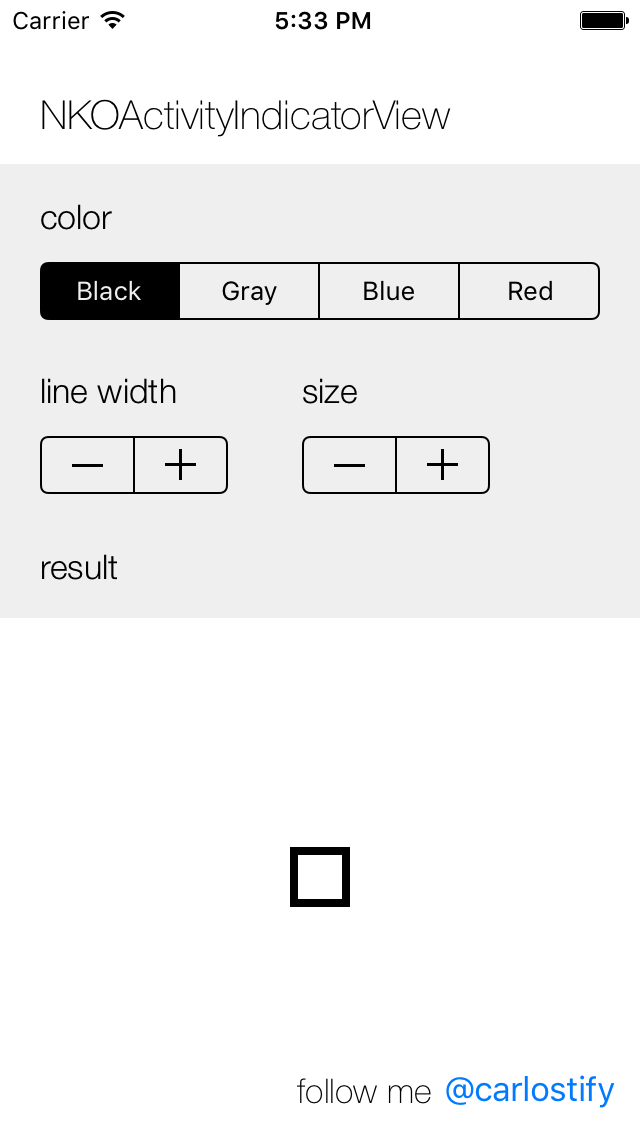 Carrier 5:33 PM
NKOActivityIndicatorView
color
Black Gray Blue Red
line width size
result
follow me @carlostify